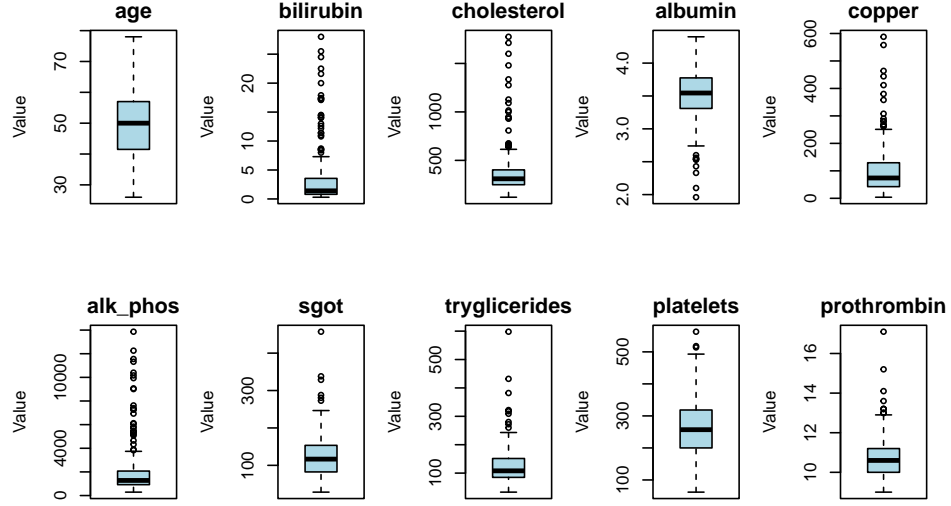 age
bilirubin
cholesterol
albumin
copper
Value
30
50
70
Value
0
5
10
20
Value
500
1000
Value
2.0
3.0
4.0
Value
0
200
400
600
alk_phos
sgot
tryglicerides
platelets
prothrombin
Value
0
4000
10000
Value
100
300
Value
100
300
500
Value
100
300
500
Value
10
12
14
16